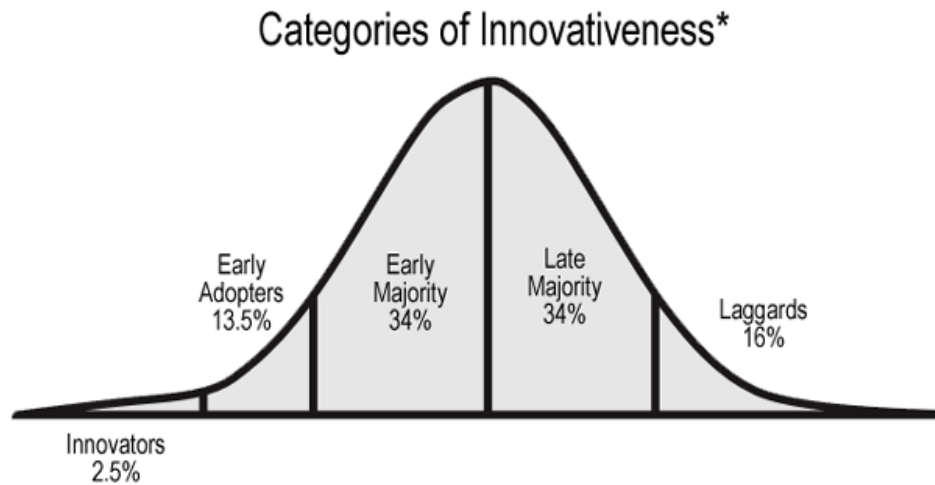 Categories of Innovativeness*
Early
Adopters
13.5%
Early
Majority
34%
Late
Majority
34%
Laggards
16%
Innovators
2.5%